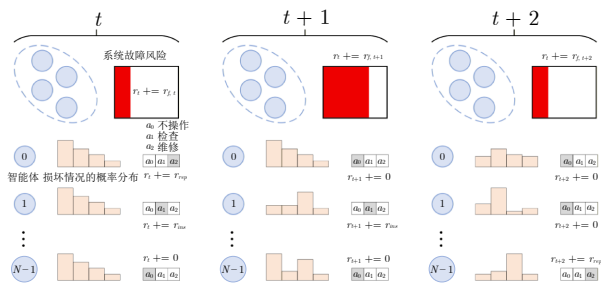 t
t + 1
t + 2
系统故障风险
r_t += r_{f,t}
r_t += r_{f,t+1}
r_t += r_{f,t+2}
a_0 不操作
a_1 检查
a_2 维修
0
a_0 a_1 a_2
0
a_0 a_1 a_2
0
a_0 a_1 a_2
智能体 损坏情况的概率分布
r_t += r_{rep}
r_{t+1} += 0
r_{t+2} += 0
1
a_0 a_1 a_2
1
a_0 a_1 a_2
1
a_0 a_1 a_2
r_t += r_{ins}
r_{t+1} += r_{ins}
r_{t+2} += 0
⋮
⋮
⋮
r_t += 0
r_{t+1} += 0
r_{t+2} += r_{rep}
N−1
a_0 a_1 a_2
N−1
a_0 a_1 a_2
N−1
a_0 a_1 a_2